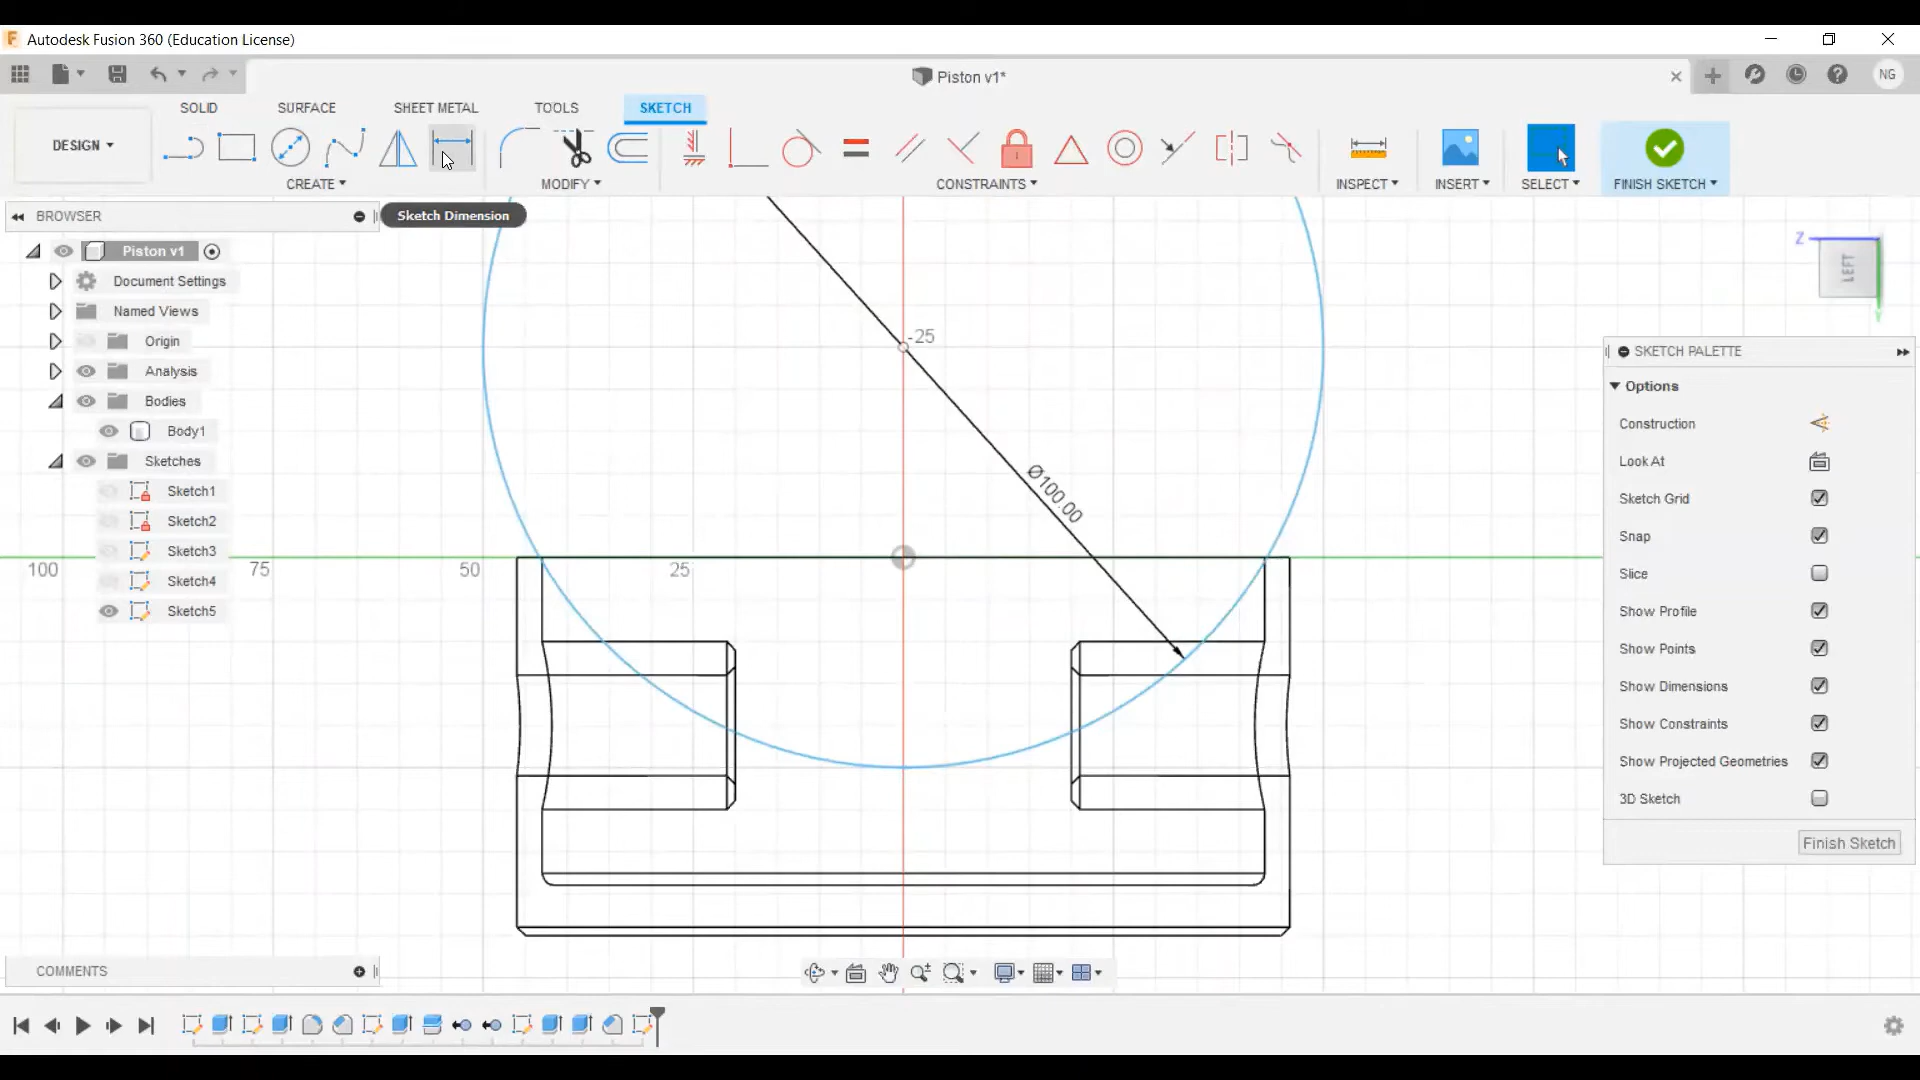 Autodesk Fusion 360 (Education License)
Piston v1*
NG
SOLID
SURFACE
SHEET METAL
TOOLS
SKETCH
DESIGN
CREATE
MODIFY
CONSTRAINTS
INSPECT
INSERT
SELECT
FINISH SKETCH
BROWSER
Sketch Dimension
Piston v1
Document Settings
Named Views
Origin
Analysis
Bodies
Body1
Sketches
Sketch1
Sketch2
Sketch3
Sketch4
Sketch5
Z
LEFT
Y
-25
Ø100.00
100
75
50
25
SKETCH PALETTE
Options
Construction
Look At
Sketch Grid
Snap
Slice
Show Profile
Show Points
Show Dimensions
Show Constraints
Show Projected Geometries
3D Sketch
Finish Sketch
COMMENTS